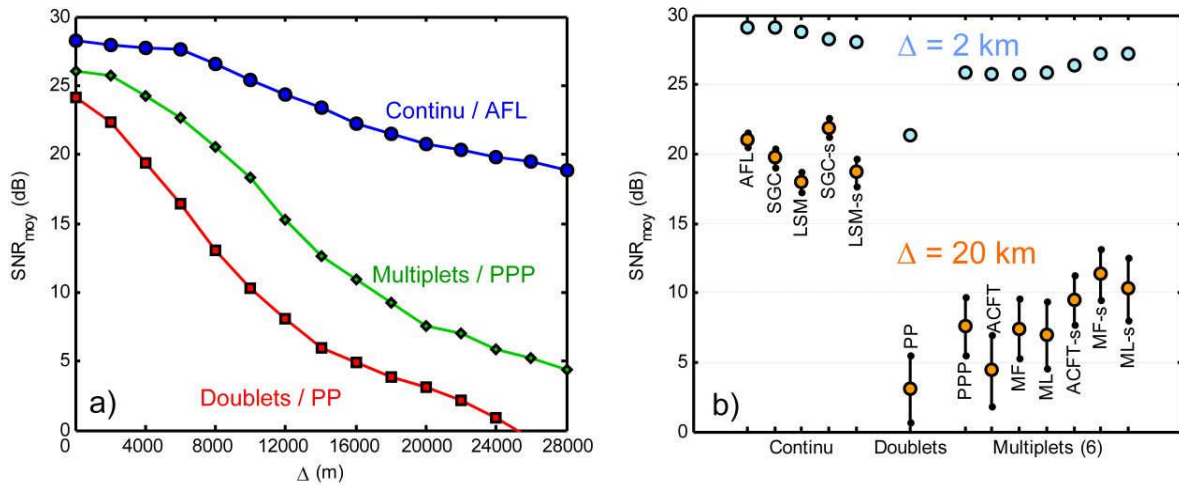 30
25
20
15
10
5
0
SNRmoy (dB)
Continu / AFL
Multiplets / PPP
Doublets / PP
a)
0 4000 8000 12000 16000 20000 24000 28000
Δ (m)
30
25
20
15
10
5
0
SNRmoy (dB)
Δ = 2 km
Δ = 20 km
AFL
SGC
LSM
SGC-s
LSM-s
PP
PPP
ACFT
MF
ML
ACFT-s
MF-s
ML-s
b)
Continu Doublets Multiplets (6)